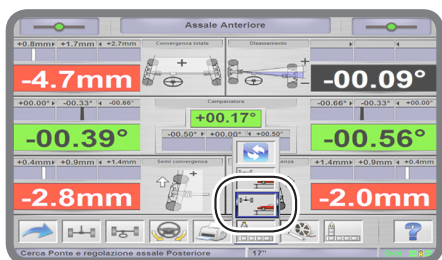 Assale Anteriore
+0.8mm +1.7mm +2.7mm Convergenza totale Disassamento
-4.7mm -00.09°
+00.00° -00.33° -00.66° Campanatura -00.66° -00.33° +00.00°
+00.17°
-00.39° -00.50° +00.00° +00.50° -00.56°
+0.4mm +0.9mm +1.4mm Semi convergenza +1.4mm +0.9mm +0.4mm
-2.8mm -2.0mm
?
Cerca Ponte e regolazione assale Posteriore 17"